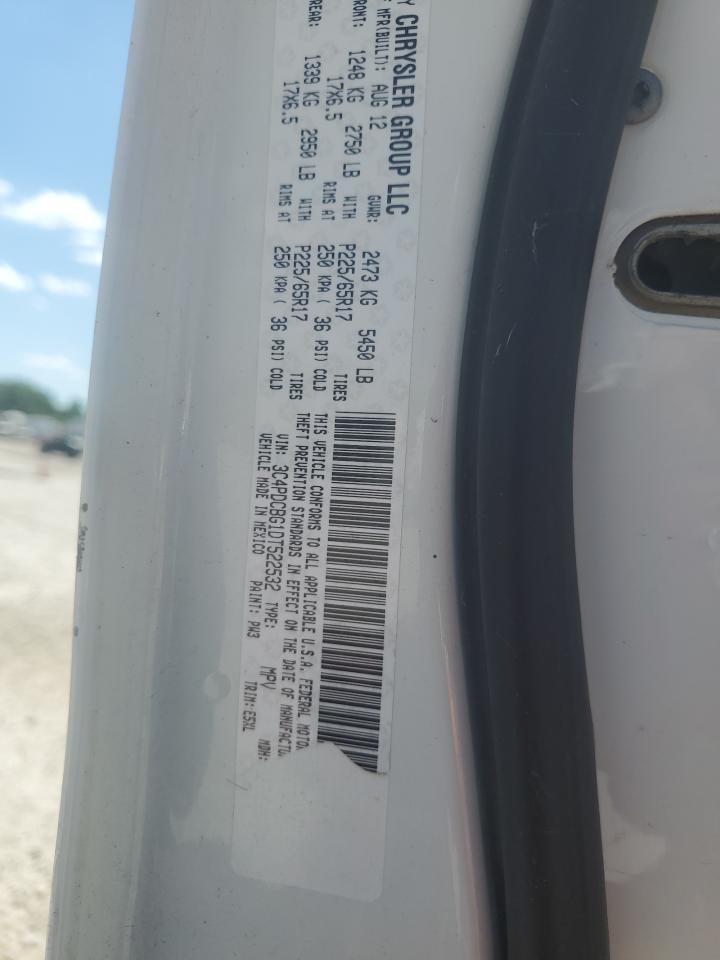 Y CHRYSLER GROUP LLC
MFR(BUILT): AUG 12 GVWR: 2473 KG 5450 LB
FRONT: 1248 KG 2750 LB WITH P225/65R17 TIRES
17X6.5 RIMS AT 250 KPA ( 36 PSI) COLD
REAR: 1339 KG 2950 LB WITH P225/65R17 TIRES
17X6.5 RIMS AT 250 KPA ( 36 PSI) COLD
THIS VEHICLE CONFORMS TO ALL APPLICABLE U.S.A. FEDERAL MOTOR
THEFT PREVENTION STANDARDS IN EFFECT ON THE DATE OF MANUFACTU
VIN: 3C4PDCBG1DT522532 TYPE: MPV MDH:
VEHICLE MADE IN MEXICO PAINT: PW3 TRIM: E5XL